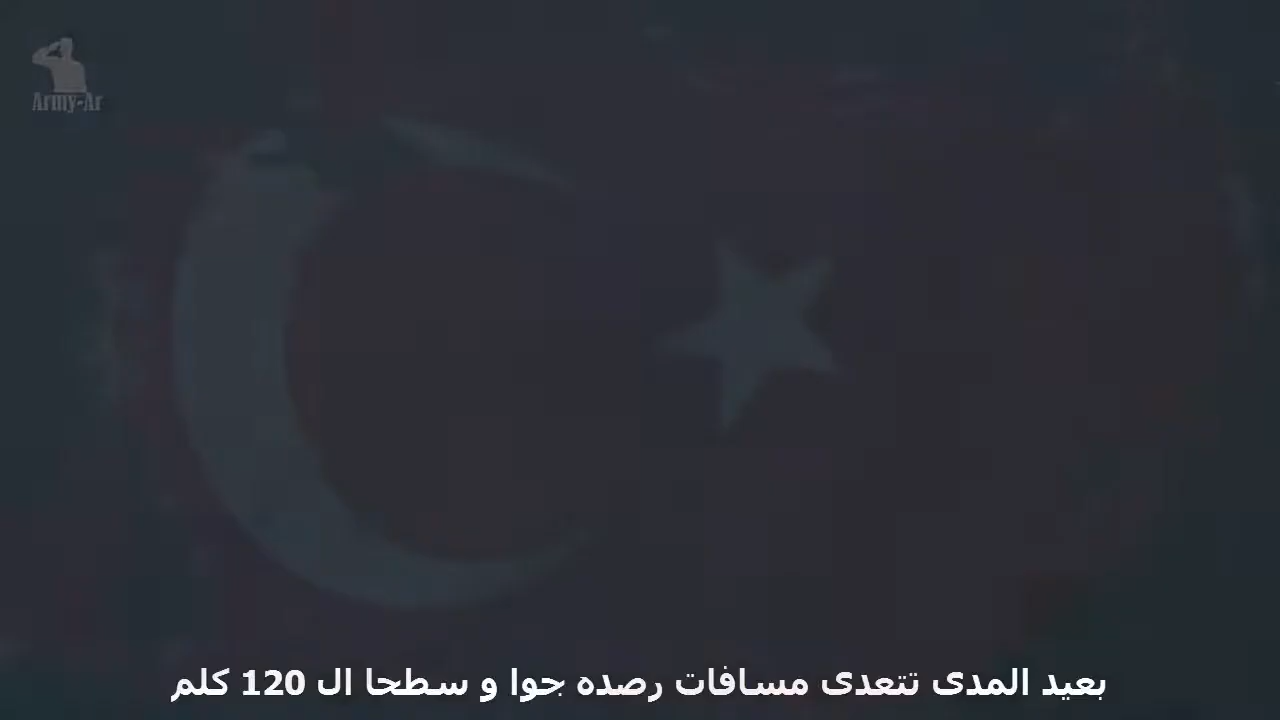 Army-Ar
بعيد المدى تتعدى مسافات رصده جوا و سطحا ال 120 كلم